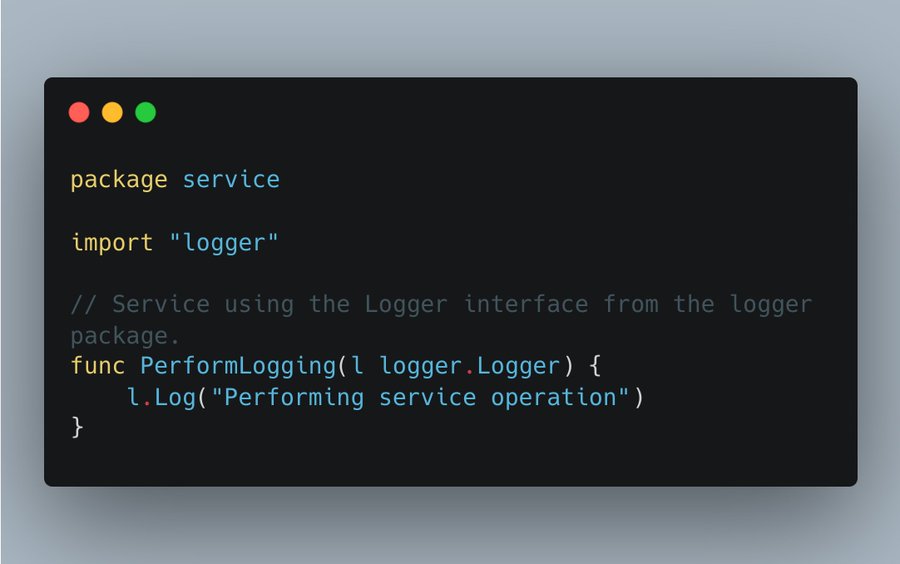 package service
import "logger"
// Service using the Logger interface from the logger
package.
func PerformLogging(l logger.Logger) {
    l.Log("Performing service operation")
}